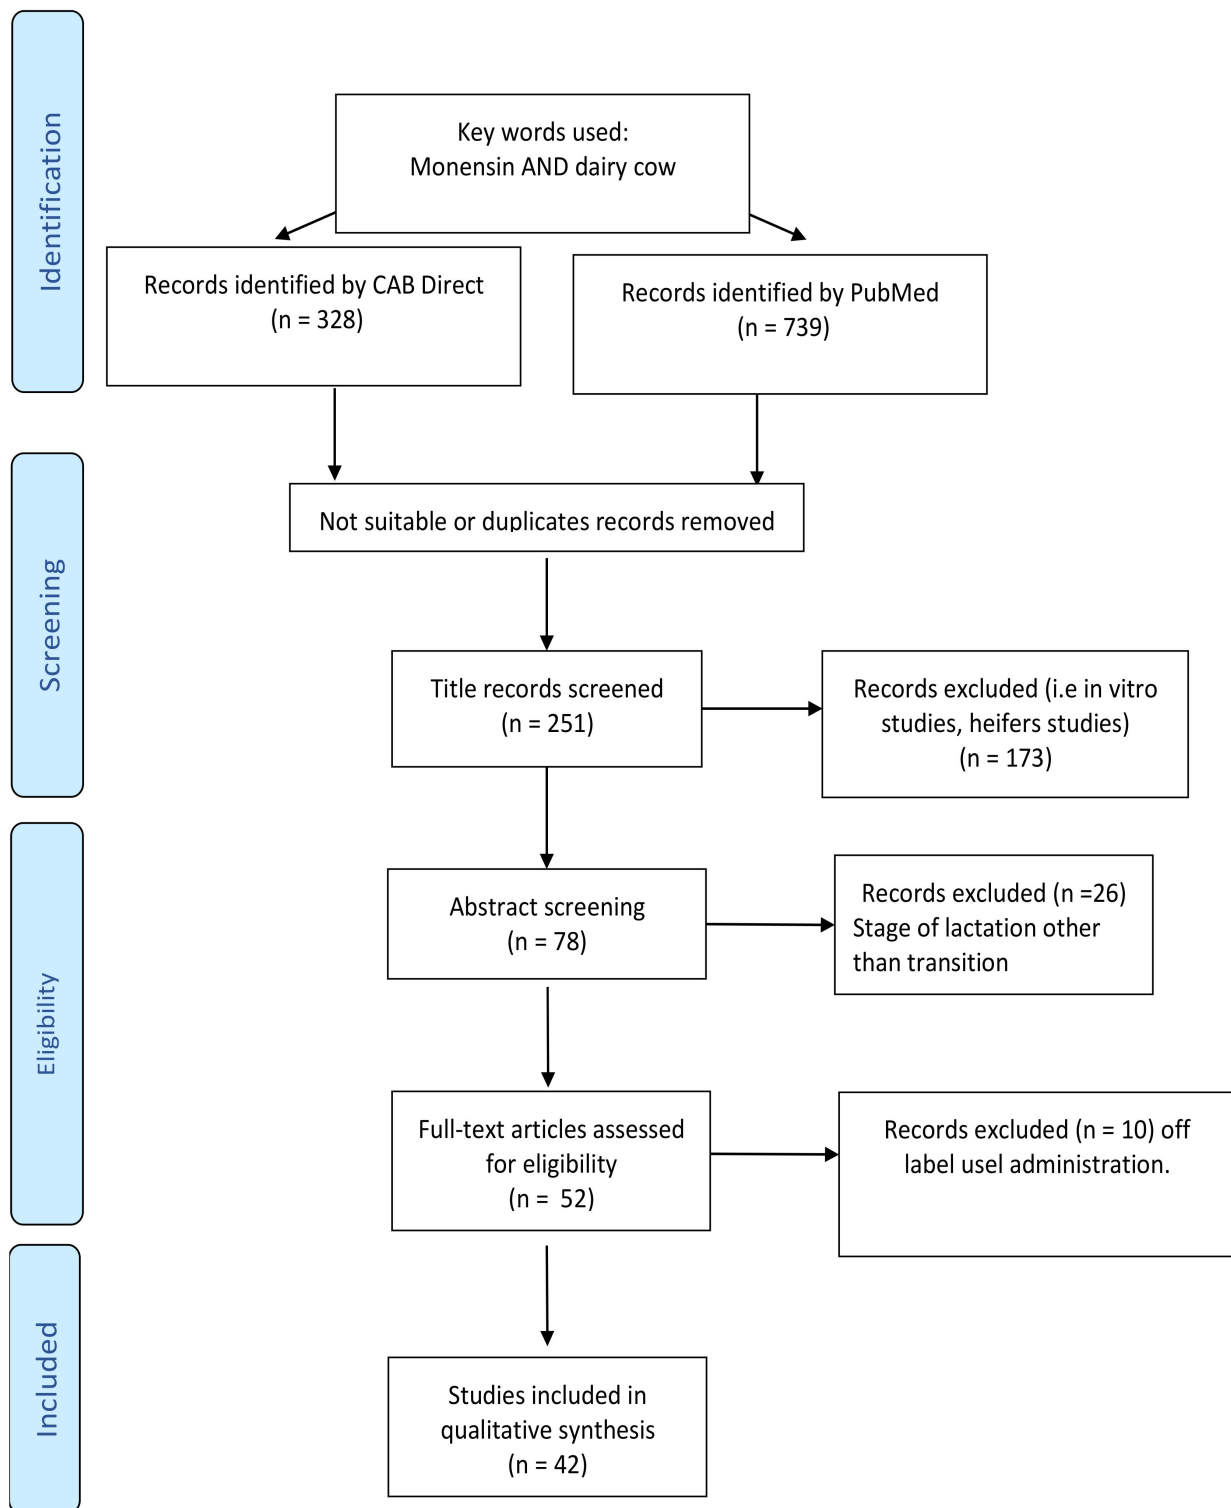 Identification
Key words used:
Monensin AND dairy cow
Records identified by CAB Direct
(n = 328)
Records identified by PubMed
(n = 739)
Screening
Not suitable or duplicates records removed
Title records screened
(n = 251)
Records excluded (i.e in vitro
studies, heifers studies)
(n = 173)
Eligibility
Abstract screening
(n = 78)
Records excluded (n =26)
Stage of lactation other
than transition
Full-text articles assessed
for eligibility
(n = 52)
Records excluded (n = 10) off
label usel administration.
Included
Studies included in
qualitative synthesis
(n = 42)